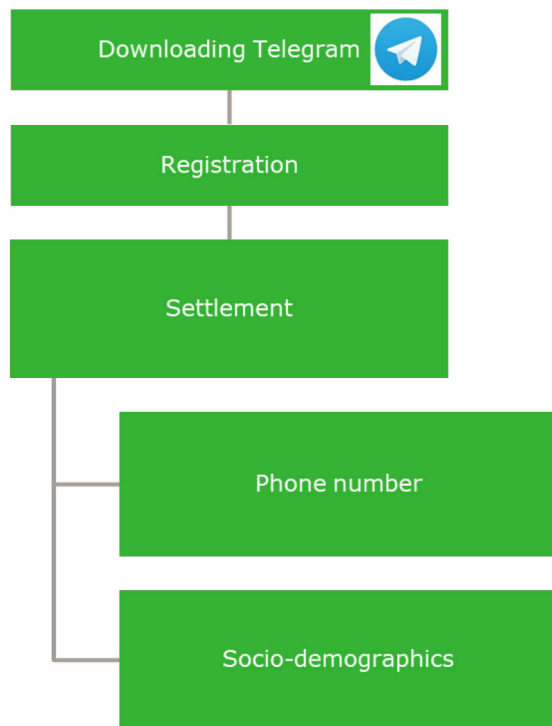 Downloading Telegram
Registration
Settlement
Phone number
Socio-demographics